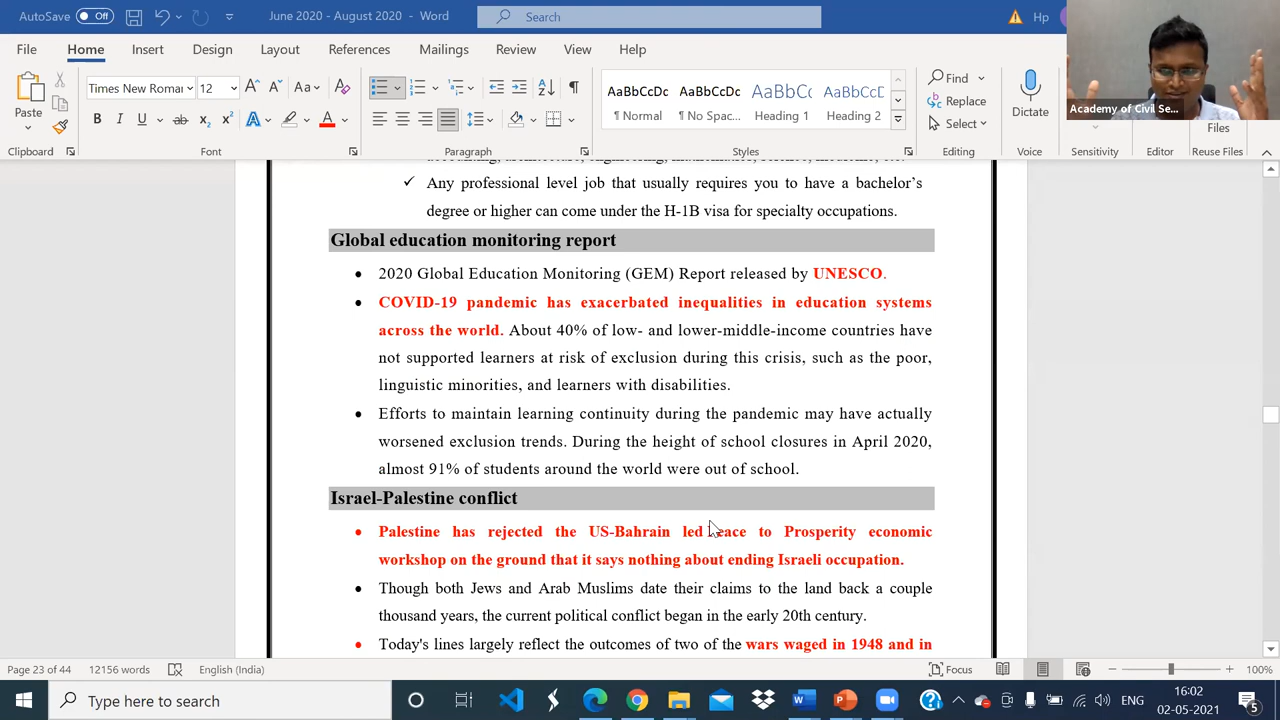 AutoSave Off June 2020 - August 2020 - Word Search Hp
File Home Insert Design Layout References Mailings Review View Help
Times New Roma 12 Aa
AaBbCcDc AaBbCcDc AaBbCcDc AaBbCcDc Find
Paste Replace Dictate Academy of Civil Se...
¶ Normal ¶ No Spac... Heading 1 Heading 2 Select Files
Clipboard Font Paragraph Styles Editing Voice Sensitivity Editor Reuse Files
Any professional level job that usually requires you to have a bachelor's
degree or higher can come under the H-1B visa for specialty occupations.
Global education monitoring report
2020 Global Education Monitoring (GEM) Report released by UNESCO.
COVID-19 pandemic has exacerbated inequalities in education systems
across the world. About 40% of low- and lower-middle-income countries have
not supported learners at risk of exclusion during this crisis, such as the poor,
linguistic minorities, and learners with disabilities.
Efforts to maintain learning continuity during the pandemic may have actually
worsened exclusion trends. During the height of school closures in April 2020,
almost 91% of students around the world were out of school.
Israel-Palestine conflict
Palestine has rejected the US-Bahrain led eace to Prosperity economic
workshop on the ground that it says nothing about ending Israeli occupation.
Though both Jews and Arab Muslims date their claims to the land back a couple
thousand years, the current political conflict began in the early 20th century.
Today's lines largely reflect the outcomes of two of the wars waged in 1948 and in
Page 23 of 44 12156 words English (India) Focus 100%
Type here to search ENG 16:02
02-05-2021 5